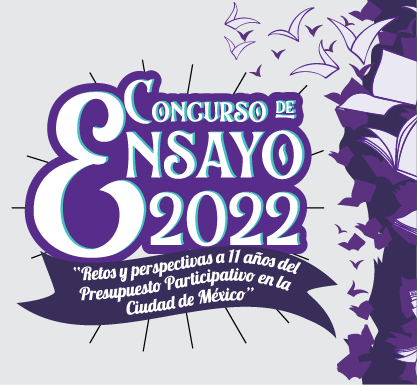 CONCURSO DE
ENSAYO
2022
"Retos y perspectivas a 11 años del
Presupuesto Participativo en la
Ciudad de México"